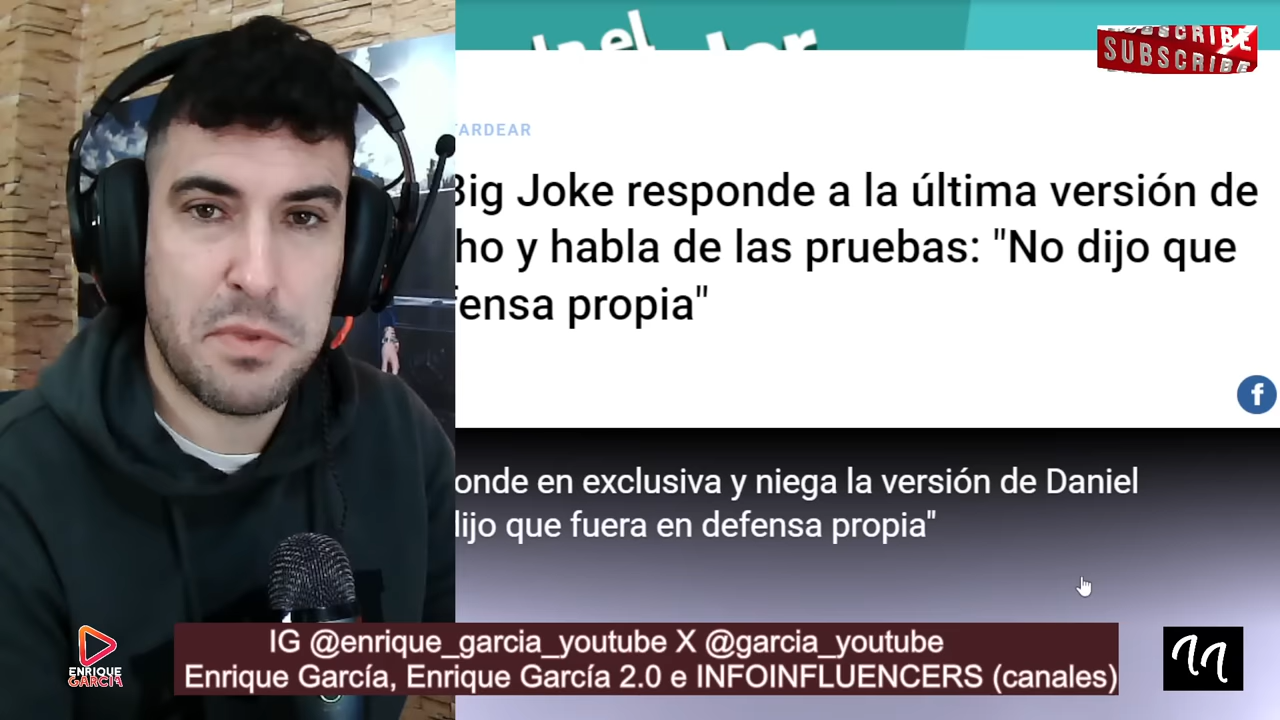 SUBSCRIBE
TARDEAR
Big Joke responde a la última versión de
ho y habla de las pruebas: "No dijo que
fensa propia"
f
onde en exclusiva y niega la versión de Daniel
dijo que fuera en defensa propia"
IG @enrique_garcia_youtube X @garcia_youtube
Enrique García, Enrique García 2.0 e INFOINFLUENCERS (canales)
ENRIQUE
GARCÍA